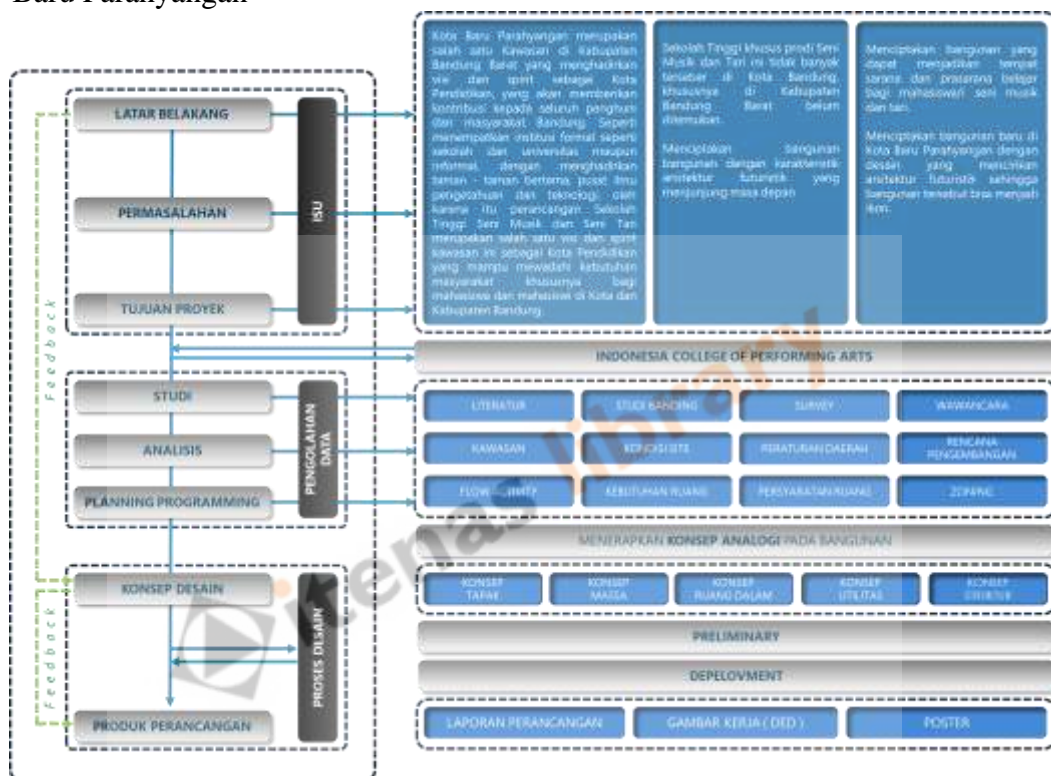 Baru Parahyangan
LATAR BELAKANG
PERMASALAHAN
TUJUAN PROYEK
ISU
Feedback
Kota Baru Parahyangan merupakan
salah satu Kawasan di Kabupaten
Bandung Barat yang menghadirkan
visi dan spirit sebagai Kota
Pendidikan, yang akan memberikan
kontribusi kepada seluruh penghuni
dan masyarakat Bandung. Seperti
menempatkan institusi formal seperti
sekolah dan universitas maupun
informal dengan menghadirkan
taman - taman bertema, pusat ilmu
pengetahuan dan teknologi, oleh
karena itu perancangan Sekolah
Tinggi Seni Musik dan Seni Tari
merupakan salah satu visi dan spirit
kawasan ini sebagai Kota Pendidikan
yang mampu mewadahi kebutuhan
masyarakat khususnya bagi
mahasiswa dan mahasiswi di Kota dan
Kabupaten Bandung.
Sekolah Tinggi khusus prodi Seni
Musik dan Tari ini tidak banyak
tersebar di Kota Bandung,
khususnya di Kabupaten
Bandung Barat belum
ditemukan.
Menciptakan bangunan
bangunan dengan karakteristik
arsitektur futuristik yang
menjunjung masa depan
Menciptakan bangunan yang
dapat menjadikan tempat
sarana dan prasarana belajar
bagi mahasiswa seni musik
dan tari.
Menciptakan bangunan baru di
Kota Baru Parahyangan dengan
desain yang mencirikan
arsitektur futuristik sehingga
bangunan tersebut bisa menjadi
ikon.
INDONESIA COLLEGE OF PERFORMING ARTS
STUDI
ANALISIS
PLANNING PROGRAMMING
PENGOLAHAN
DATA
LITERATUR
STUDI BANDING
SURVEY
WAWANCARA
KAWASAN
KONDISI SITE
PERATURAN DAERAH
RENCANA
PENGEMBANGAN
FLOW
KEBUTUHAN RUANG
PERSYARATAN RUANG
ZONING
MENERAPKAN KONSEP ANALOGI PADA BANGUNAN
KONSEP DESAIN
PRODUK PERANCANGAN
PROSES DESAIN
Feedback
KONSEP
TAPAK
KONSEP
MASSA
KONSEP
RUANG DALAM
KONSEP
UTILITAS
KONSEP
STRUKTUR
PRELIMINARY
DEPELOVMENT
LAPORAN PERANCANGAN
GAMBAR KERJA ( DED )
POSTER
itenas library